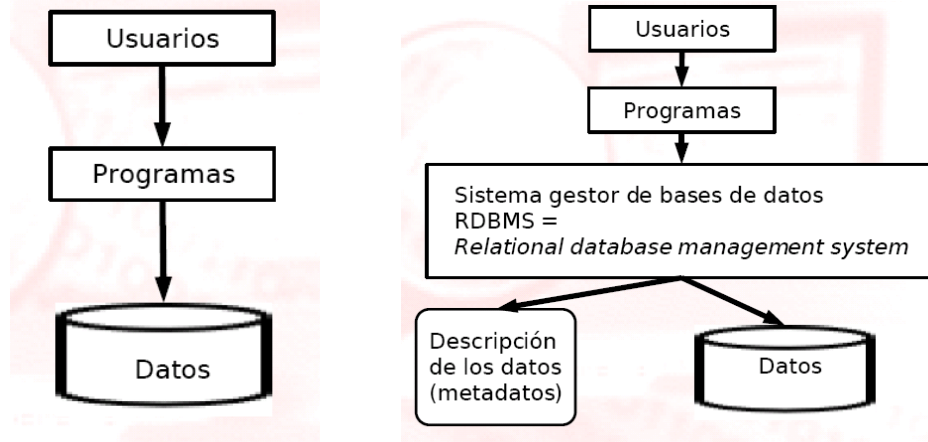 Usuarios
Programas
Datos
Usuarios
Programas
Sistema gestor de bases de datos
RDBMS =
Relational database management system
Descripción
de los datos
(metadatos)
Datos